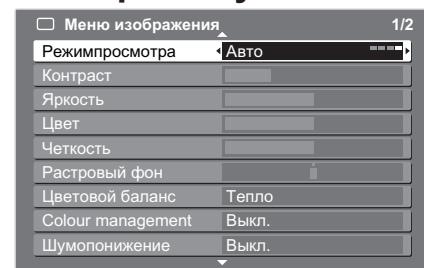 Меню изображения 1/2
Режимпросмотра Авто
Контраст
Яркость
Цвет
Четкость
Растровый фон
Цветовой баланс Тепло
Colour management Выкл.
Шумопонижение Выкл.